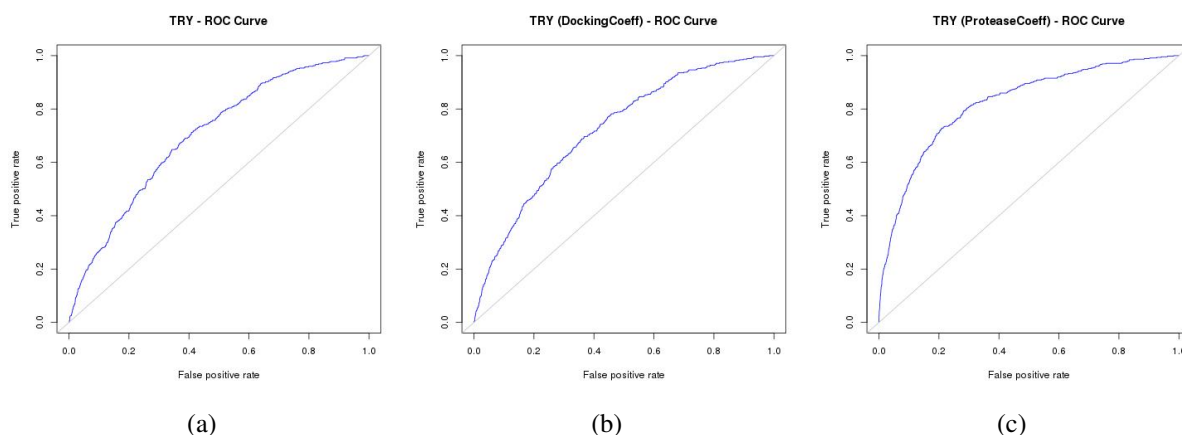 TRY - ROC Curve
True positive rate
0.0 0.2 0.4 0.6 0.8 1.0
0.0 0.2 0.4 0.6 0.8 1.0
False positive rate
(a)
TRY (DockingCoeff) - ROC Curve
True positive rate
0.0 0.2 0.4 0.6 0.8 1.0
0.0 0.2 0.4 0.6 0.8 1.0
False positive rate
(b)
TRY (ProteaseCoeff) - ROC Curve
True positive rate
0.0 0.2 0.4 0.6 0.8 1.0
0.0 0.2 0.4 0.6 0.8 1.0
False positive rate
(c)